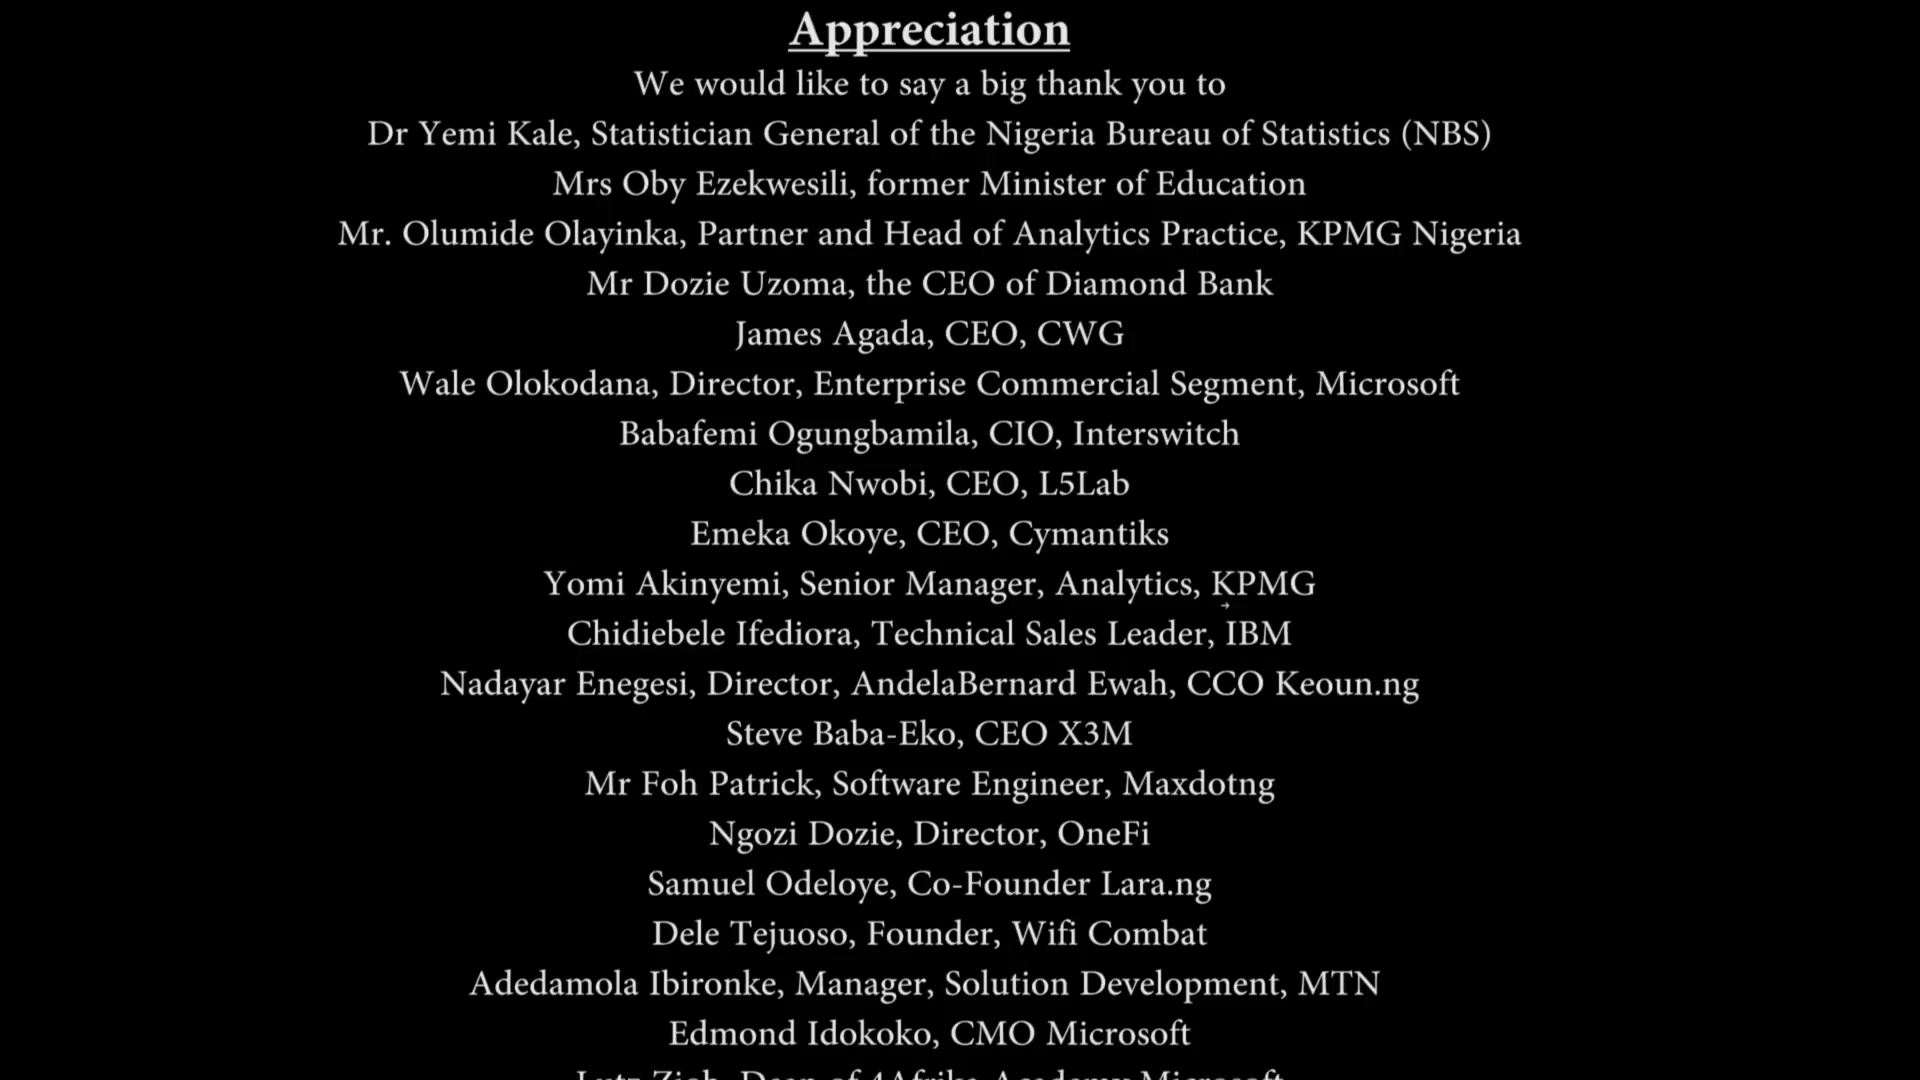 Appreciation
We would like to say a big thank you to
Dr Yemi Kale, Statistician General of the Nigeria Bureau of Statistics (NBS)
Mrs Oby Ezekwesili, former Minister of Education
Mr. Olumide Olayinka, Partner and Head of Analytics Practice, KPMG Nigeria
Mr Dozie Uzoma, the CEO of Diamond Bank
James Agada, CEO, CWG
Wale Olokodana, Director, Enterprise Commercial Segment, Microsoft
Babafemi Ogungbamila, CIO, Interswitch
Chika Nwobi, CEO, L5Lab
Emeka Okoye, CEO, Cymantiks
Yomi Akinyemi, Senior Manager, Analytics, KPMG
Chidiebele Ifediora, Technical Sales Leader, IBM
Nadayar Enegesi, Director, AndelaBernard Ewah, CCO Keoun.ng
Steve Baba-Eko, CEO X3M
Mr Foh Patrick, Software Engineer, Maxdotng
Ngozi Dozie, Director, OneFi
Samuel Odeloye, Co-Founder Lara.ng
Dele Tejuoso, Founder, Wifi Combat
Adedamola Ibironke, Manager, Solution Development, MTN
Edmond Idokoko, CMO Microsoft
Dean of 4Afrika Academy Microsoft